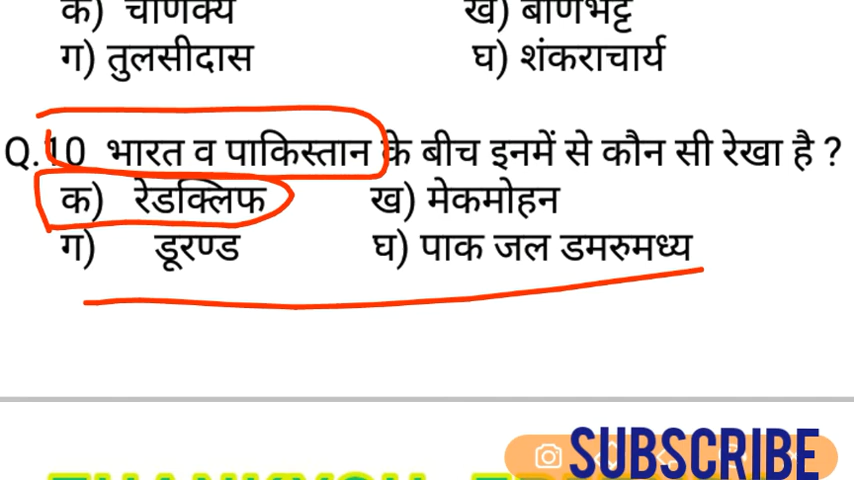 क) चाणक्य ख) बाणभट्ट
ग) तुलसीदास घ) शंकराचार्य
Q.10 भारत व पाकिस्तान के बीच इनमें से कौन सी रेखा है ?
क) रेडक्लिफ ख) मेकमोहन
ग) डूरण्ड घ) पाक जल डमरुमध्य
SUBSCRIBE